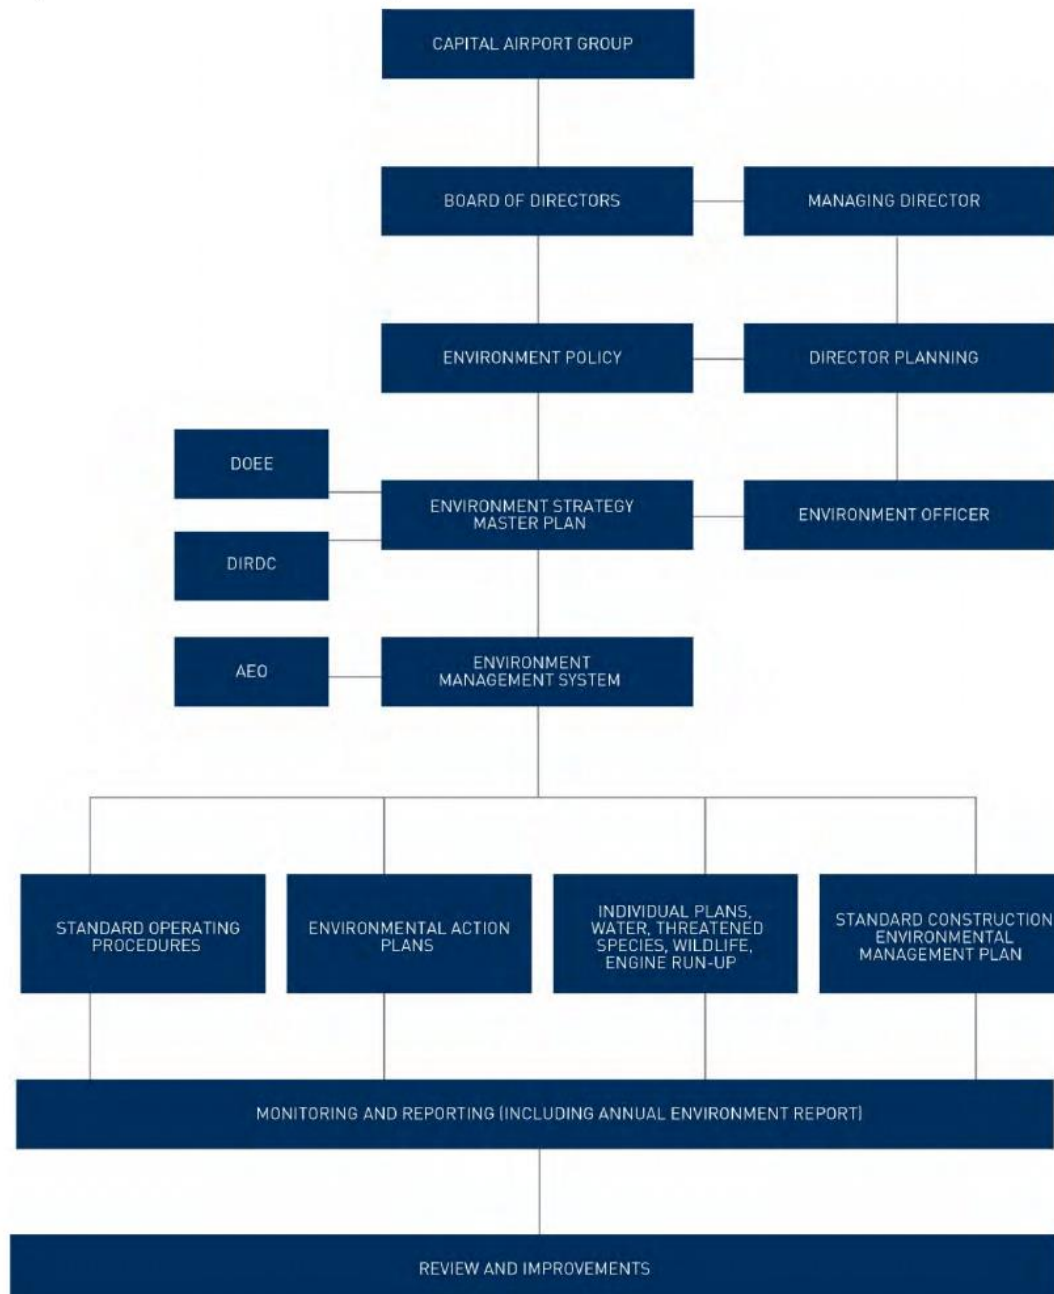 CAPITAL AIRPORT GROUP
BOARD OF DIRECTORS
MANAGING DIRECTOR
ENVIRONMENT POLICY
DIRECTOR PLANNING
DOEE
ENVIRONMENT STRATEGY
MASTER PLAN
ENVIRONMENT OFFICER
DIRDC
AEO
ENVIRONMENT
MANAGEMENT SYSTEM
STANDARD OPERATING
PROCEDURES
ENVIRONMENTAL ACTION
PLANS
INDIVIDUAL PLANS,
WATER, THREATENED
SPECIES, WILDLIFE,
ENGINE RUN-UP
STANDARD CONSTRUCTION
ENVIRONMENTAL
MANAGEMENT PLAN
MONITORING AND REPORTING (INCLUDING ANNUAL ENVIRONMENT REPORT)
REVIEW AND IMPROVEMENTS